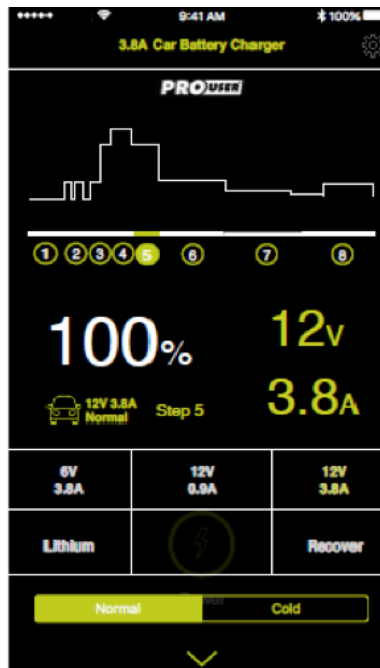 9:41 AM
100%
3.8A Car Battery Charger
PROUSER
1 2 3 4 5 6 7 8
100%
12V
12V 3.8A
Normal
Step 5
3.8A
6V
3.8A
12V
0.9A
12V
3.8A
Lithium
Recover
Normal
Cold